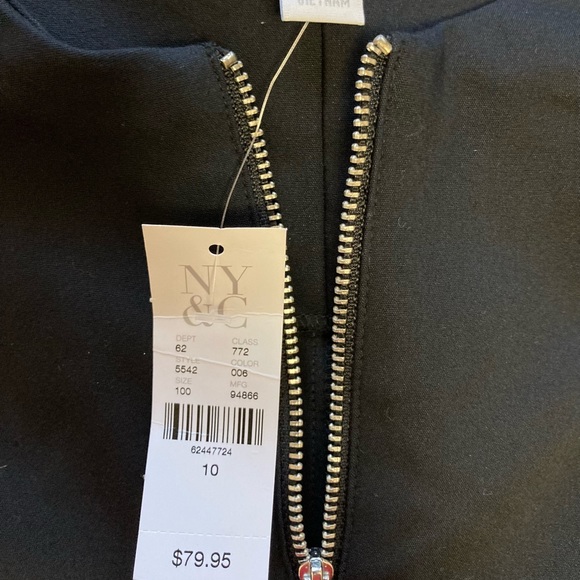 VIETNAM
NY
&C
DEPT CLASS
62 772
STYLE COLOR
5542 006
SIZE MFG
100 94866
62447724
10
$79.95